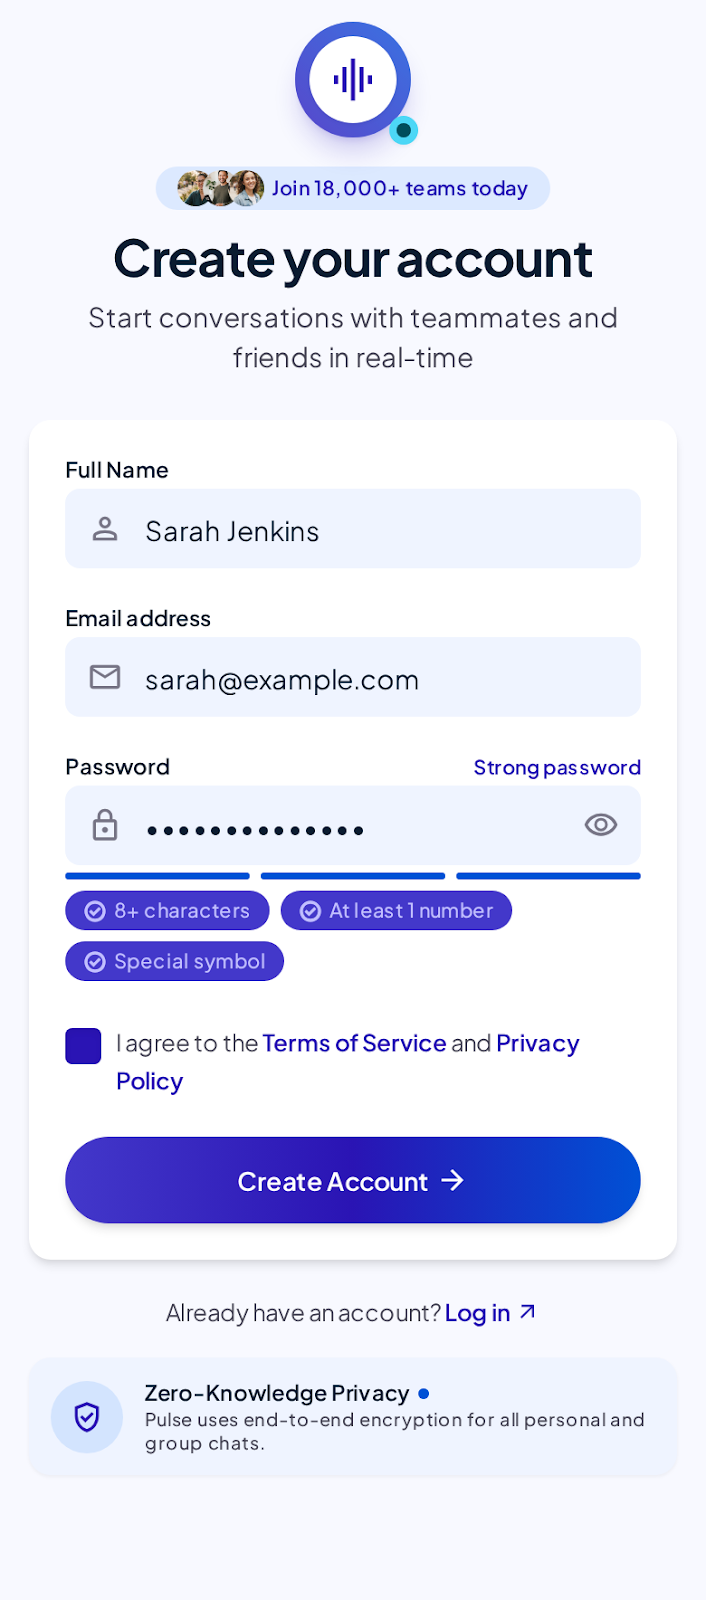 Join 18,000+ teams today
Create your account
Start conversations with teammates and
friends in real-time
Full Name
Sarah Jenkins
Email address
sarah@example.com
Password
Strong password
••••••••••••••
8+ characters
At least 1 number
Special symbol
I agree to the Terms of Service and Privacy
Policy
Create Account →
Already have an account? Log in ↗
Zero-Knowledge Privacy
Pulse uses end-to-end encryption for all personal and
group chats.